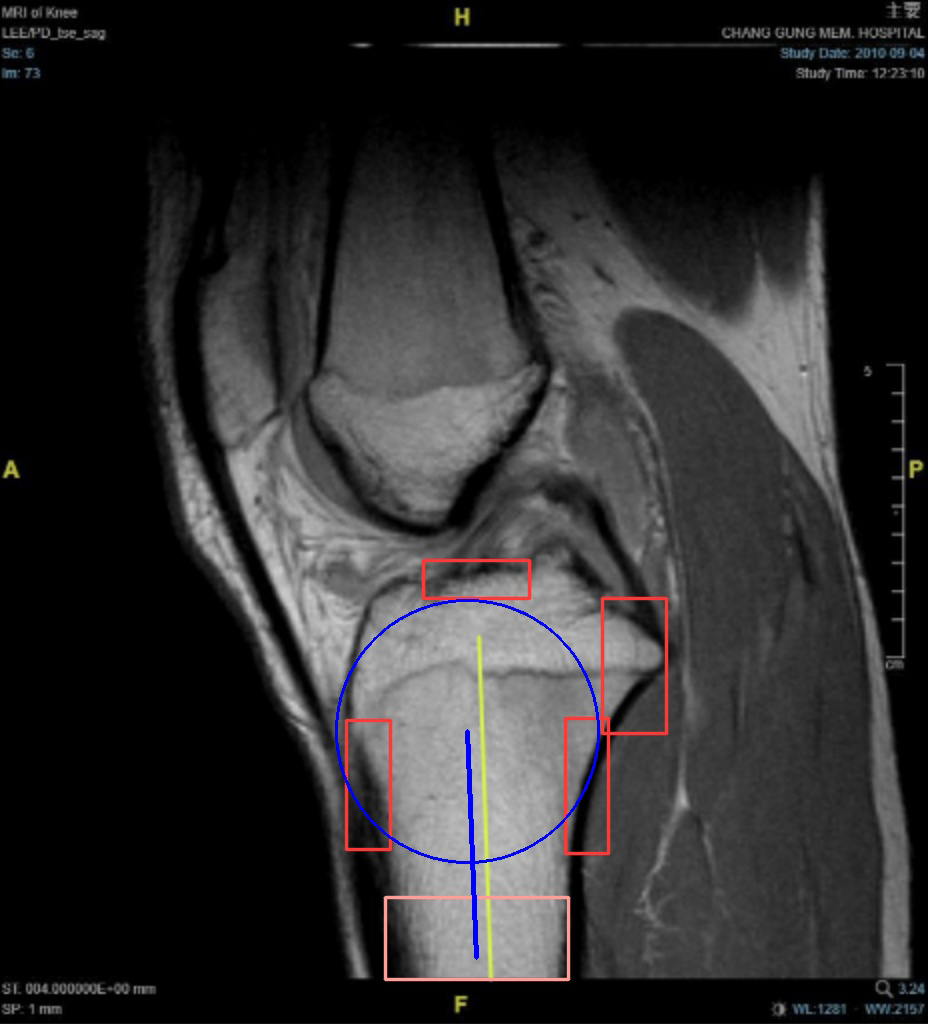 MRI of Knee
LEE/PD_tse_sag
Se: 6
Im: 73
H
主要
CHANG GUNG MEM. HOSPITAL
Study Date: 2010-09-04
Study Time: 12:23:10
A
P
5
cm
ST: 004.000000E+00 mm
SP: 1 mm
F
3.24
WL:1281 - WW:2157